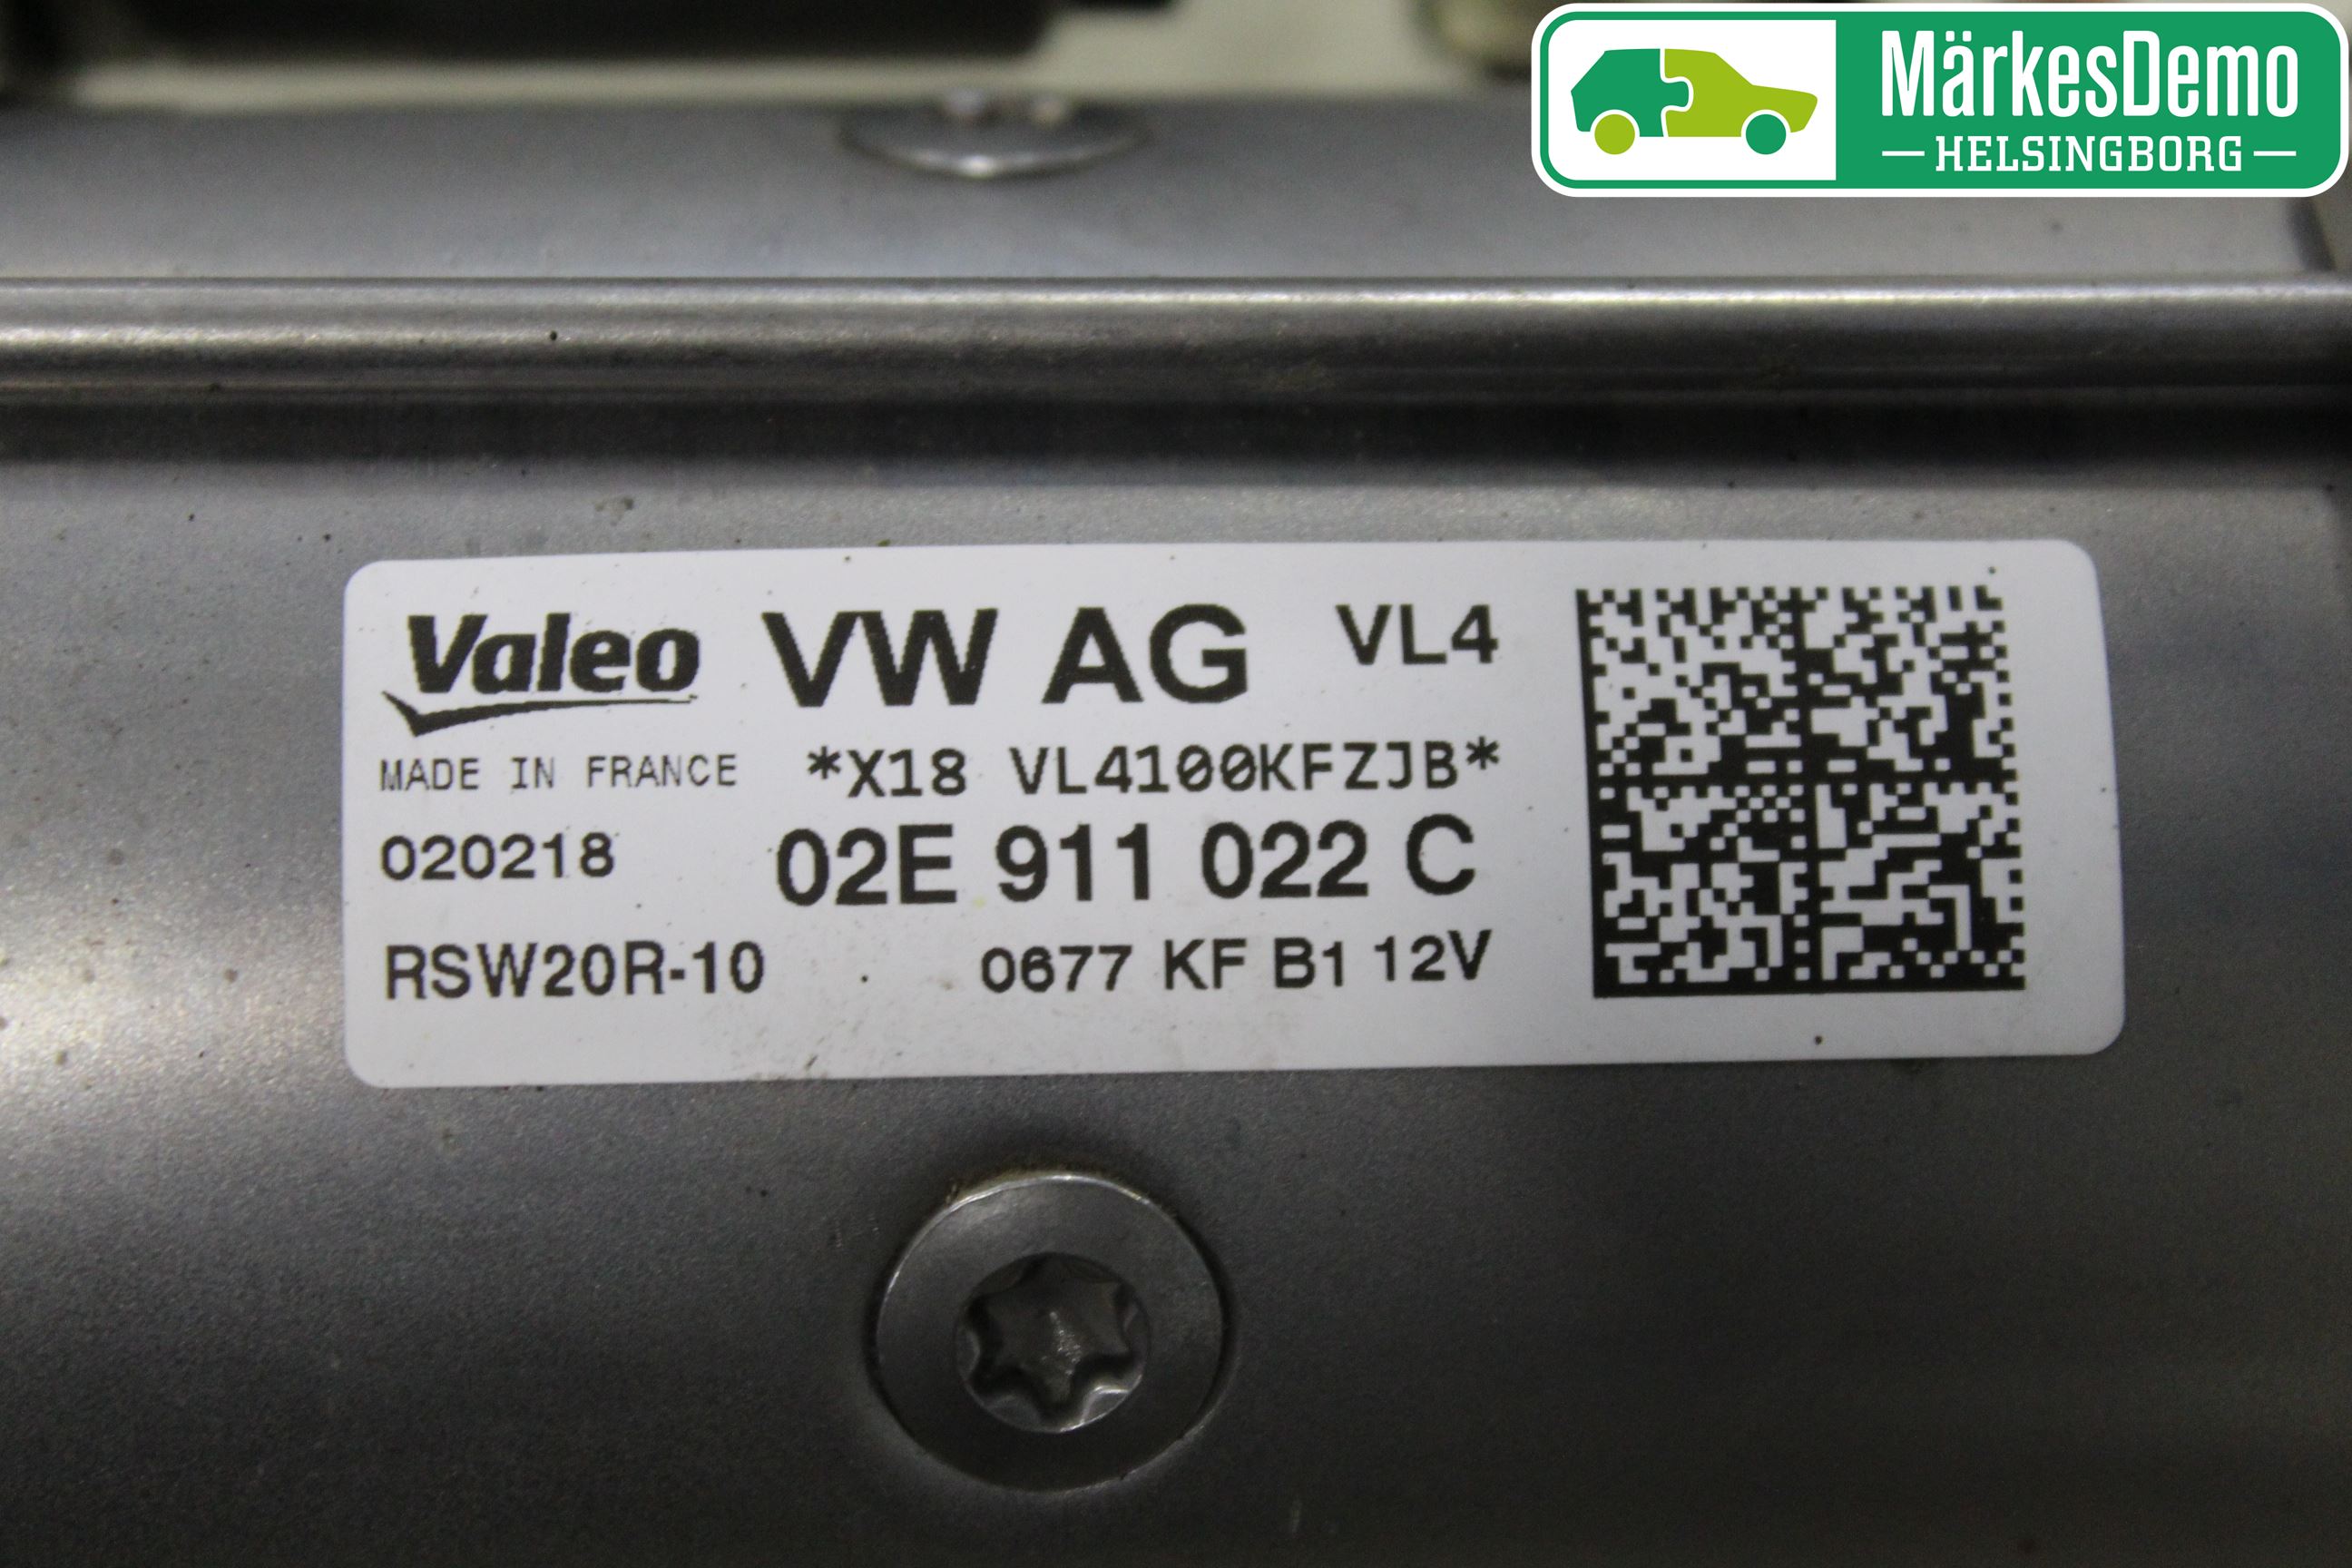 MärkesDemo
HELSINGBORG
Valeo VW AG VL4
MADE IN FRANCE *X18 VL4100KFZJB*
020218 02E 911 022 C
RSW20R-10 0677 KF B1 12V